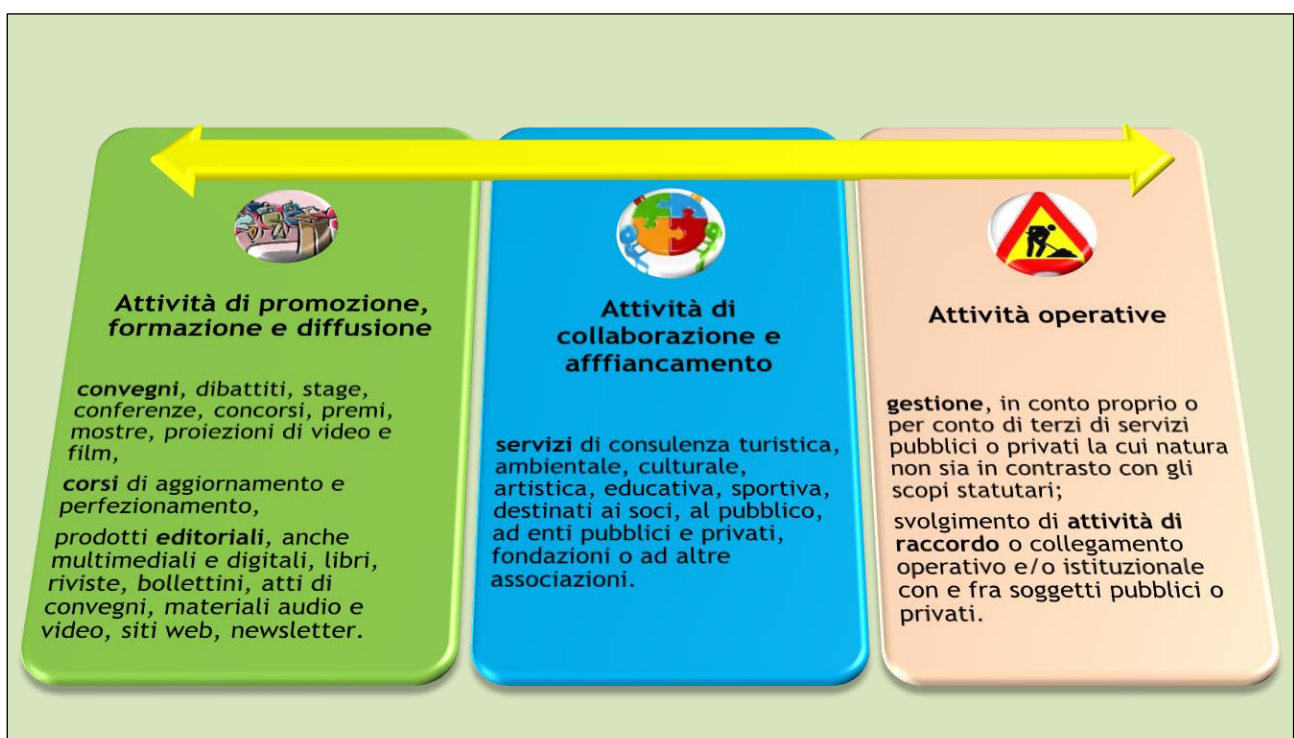 Attività di promozione,
formazione e diffusione
convegni, dibattiti, stage,
conferenze, concorsi, premi,
mostre, proiezioni di video e
film,
corsi di aggiornamento e
perfezionamento,
prodotti editoriali, anche
multimediali e digitali, libri,
riviste, bollettini, atti di
convegni, materiali audio e
video, siti web, newsletter.
Attività di
collaborazione e
afffiancamento
servizi di consulenza turistica,
ambientale, culturale,
artistica, educativa, sportiva,
destinati ai soci, al pubblico,
ad enti pubblici e privati,
fondazioni o ad altre
associazioni.
Attività operative
gestione, in conto proprio o
per conto di terzi di servizi
pubblici o privati la cui natura
non sia in contrasto con gli
scopi statutari;
svolgimento di attività di
raccordo o collegamento
operativo e/o istituzionale
con e fra soggetti pubblici o
privati.